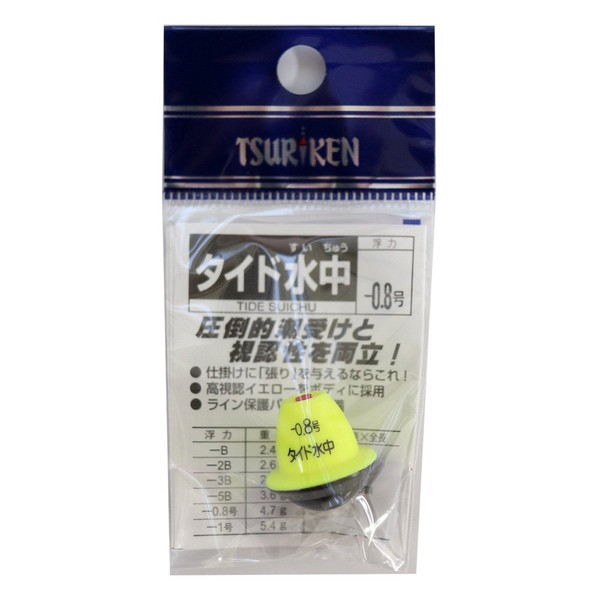 TSURIKEN
すい ちゅう
タイド水中
TIDE SUICHU
浮力
-0.8号
圧倒的潮受けと
視認性を両立！
●仕掛けに「張り」を与えるならこれ！
●高視認イエローをボディに採用
●ライン保護パ
-0.8号
タイド水中
浮力 重 ×全長
-B 2.4
-2B 2.6
-3B
-5B 3.6g
-0.8号 4.7g
-1号 5.4g